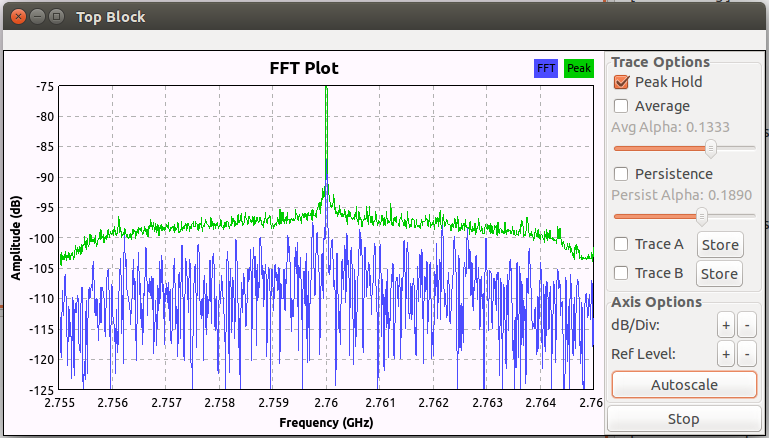 Top Block
FFT Plot
FFT
Peak
-75
-80
-85
-90
-95
-100
-105
-110
-115
-120
-125
Amplitude (dB)
2.755 2.756 2.757 2.758 2.759 2.76 2.761 2.762 2.763 2.764 2.76
Frequency (GHz)
Trace Options
Peak Hold
Average
Avg Alpha: 0.1333
Persistence
Persist Alpha: 0.1890
Trace A Store
Trace B Store
Axis Options
dB/Div: + -
Ref Level: + -
Autoscale
Stop